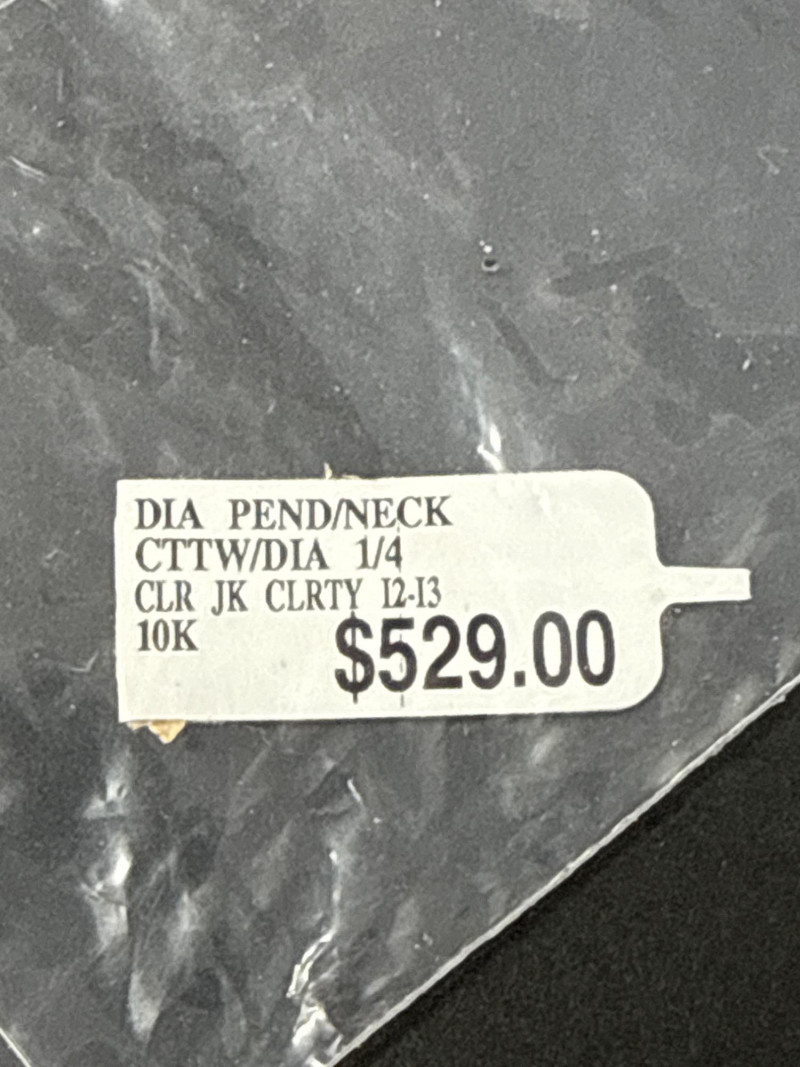 DIA PEND/NECK
CTTW/DIA 1/4
CLR JK CLRTY I2-I3
10K $529.00